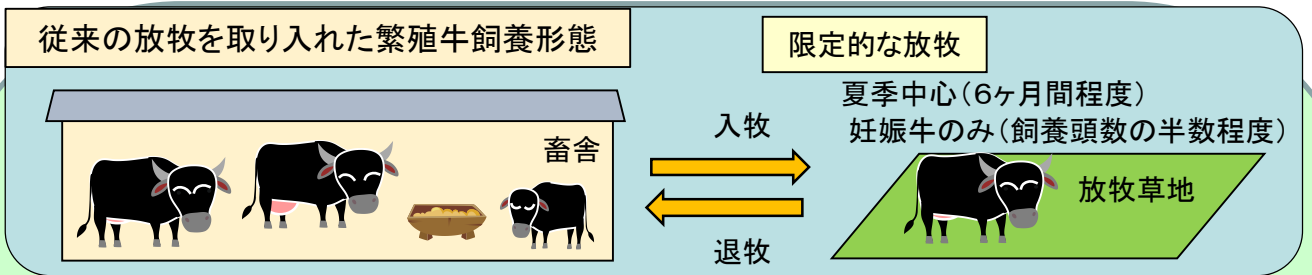 従来の放牧を取り入れた繁殖牛飼養形態
限定的な放牧
夏季中心(6ヶ月間程度)
妊娠牛のみ(飼養頭数の半数程度)
畜舎
入牧
退牧
放牧草地